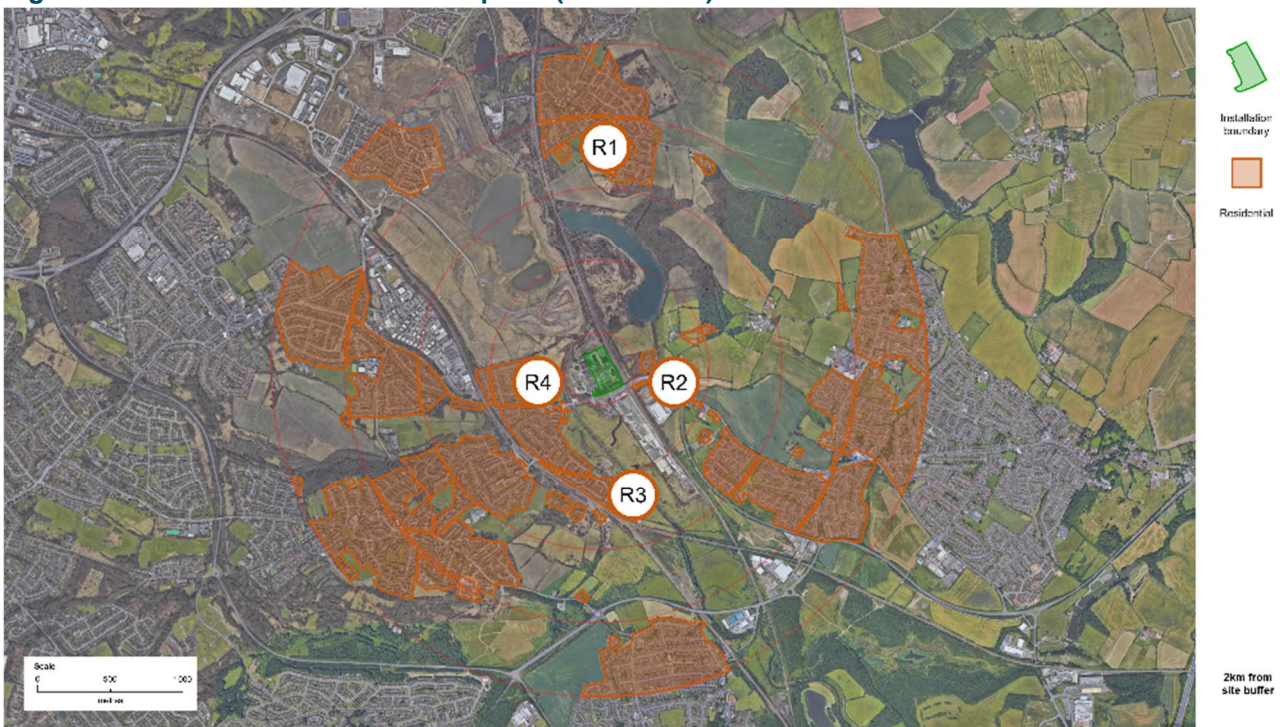 R1
R4
R2
R3
Installation
boundary
Residential
Scale
0 500 1000
metres
2km from
site buffer